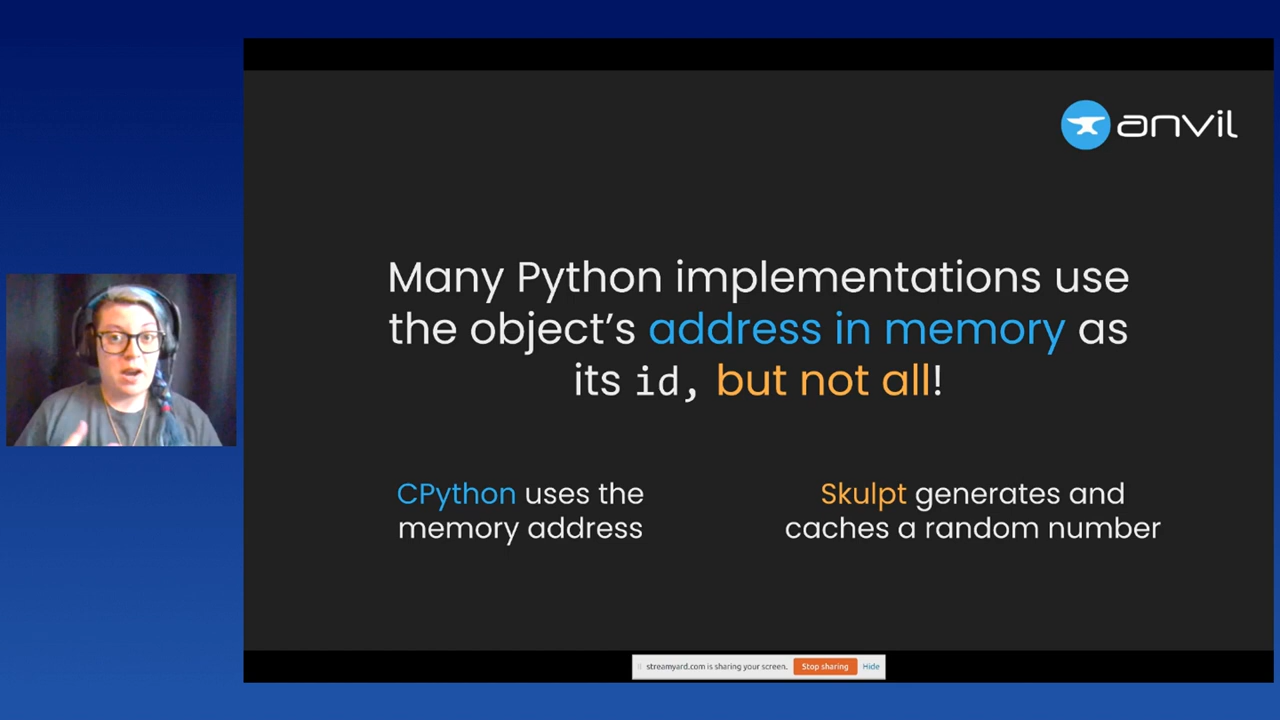 anvil
Many Python implementations use
the object's address in memory as
its id, but not all!
CPython uses the
memory address
Skulpt generates and
caches a random number
streamyard.com is sharing your screen. Stop sharing Hide